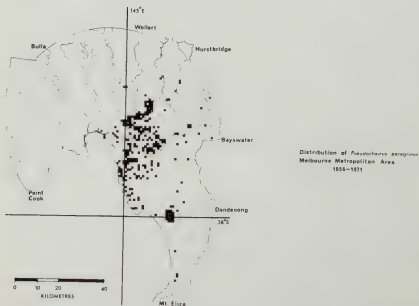 145°E
Wollert
Bulla
Hurstbridge
Bayswater
Distribution of Pseudocheirus peregrinus
Melbourne Metropolitan Area
1956–1971
Point
Cook
Dandenong
38°S
0 10 20 40
KILOMETRES
Mt. Eliza